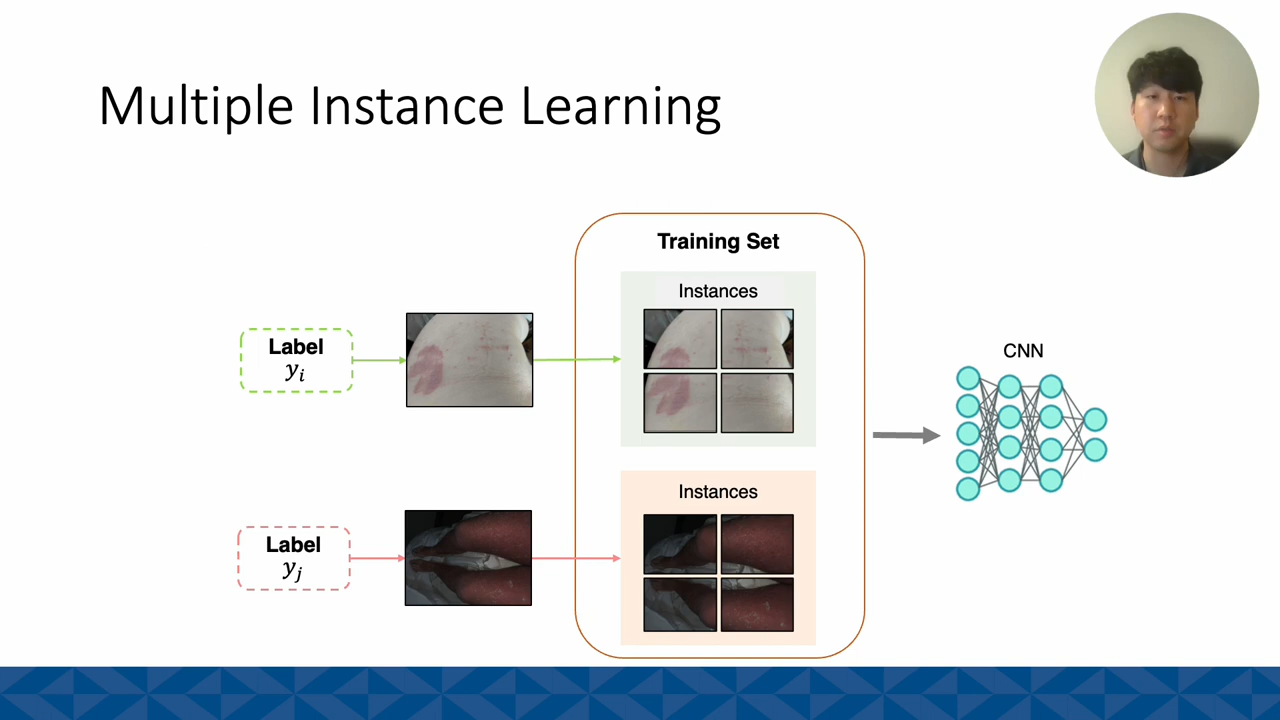 Multiple Instance Learning
Training Set
Instances
Label
yᵢ
CNN
Instances
Label
yⱼ